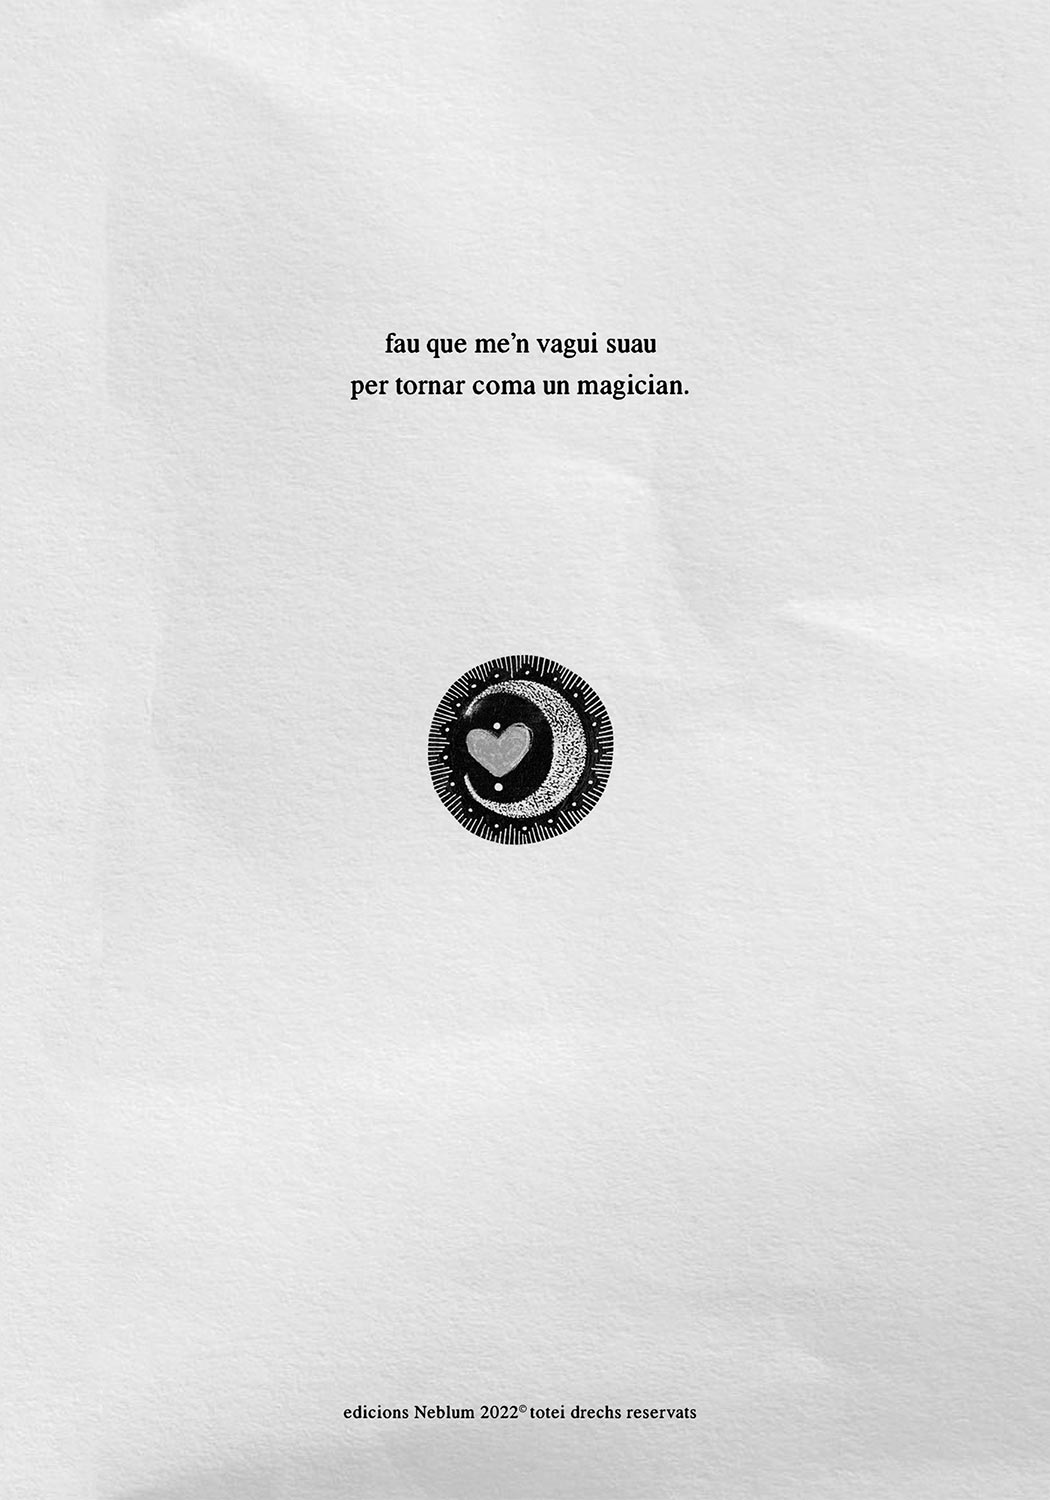 fau que me’n vagui suau
per tornar coma un magician.
edicions Neblum 2022© totei drechs reservats